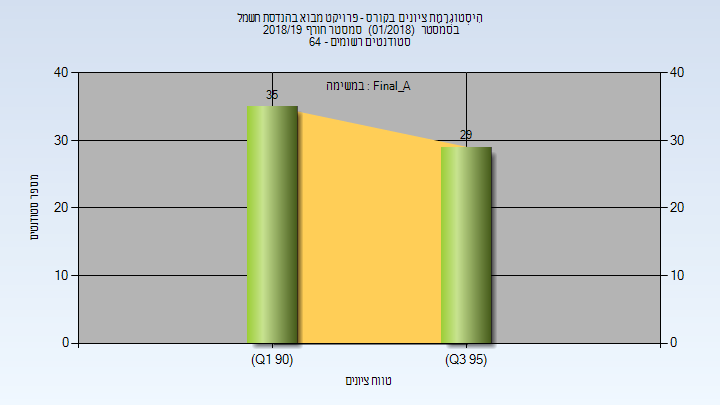 היסטוגרמת ציונים בקורס - פרויקט מבוא בהנדסת חשמל
בסמסטר (01/2018) סמסטר חורף 2018/19
סטודנטים רשומים - 64
במשימה : Final_A
40 40
35
30 29 30
20 20
10 10
0 0
מספר סטודנטים
(Q1 90) (Q3 95)
טווח ציונים